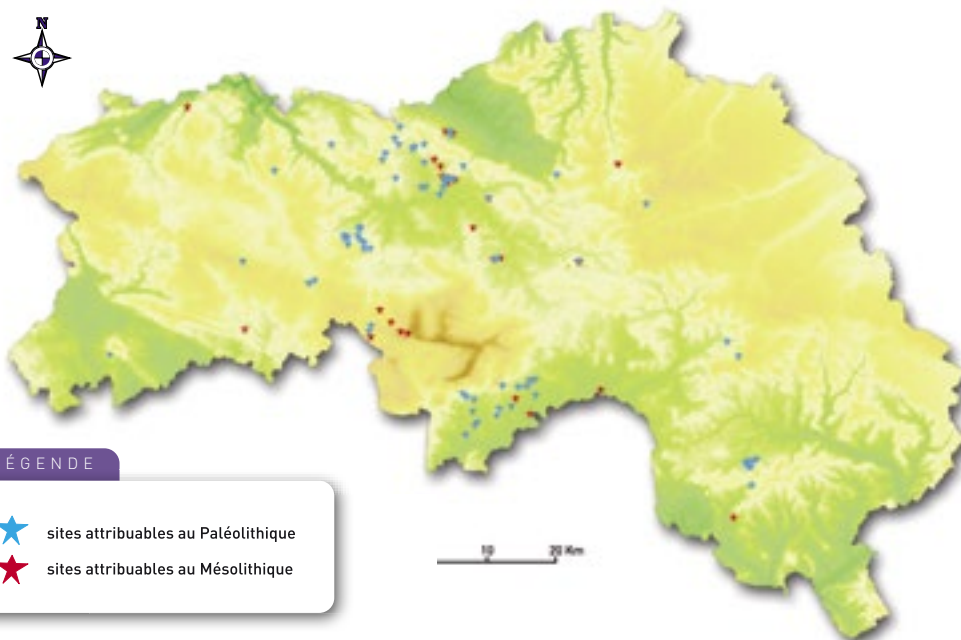 N
ÉGENDE
sites attribuables au Paléolithique
sites attribuables au Mésolithique
10 20 Km